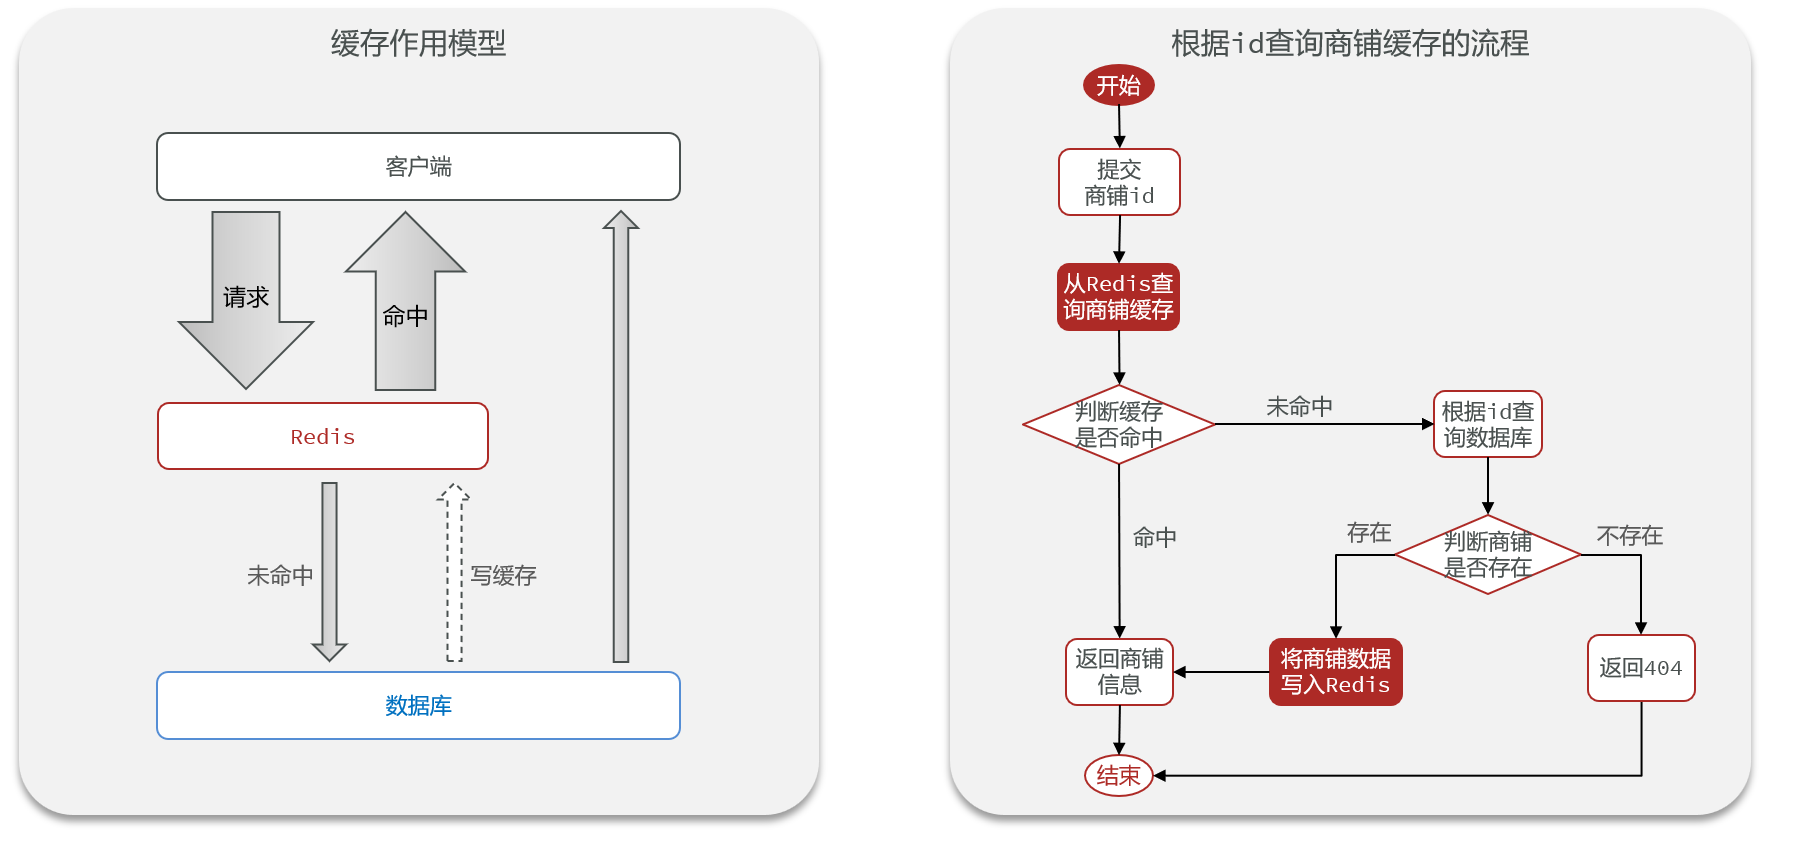 缓存作用模型
客户端
请求
命中
Redis
未命中
写缓存
数据库
根据id查询商铺缓存的流程
开始
提交
商铺id
从Redis查
询商铺缓存
判断缓存
是否命中
未命中
根据id查
询数据库
命中
存在
判断商铺
是否存在
不存在
返回商铺
信息
将商铺数据
写入Redis
返回404
结束